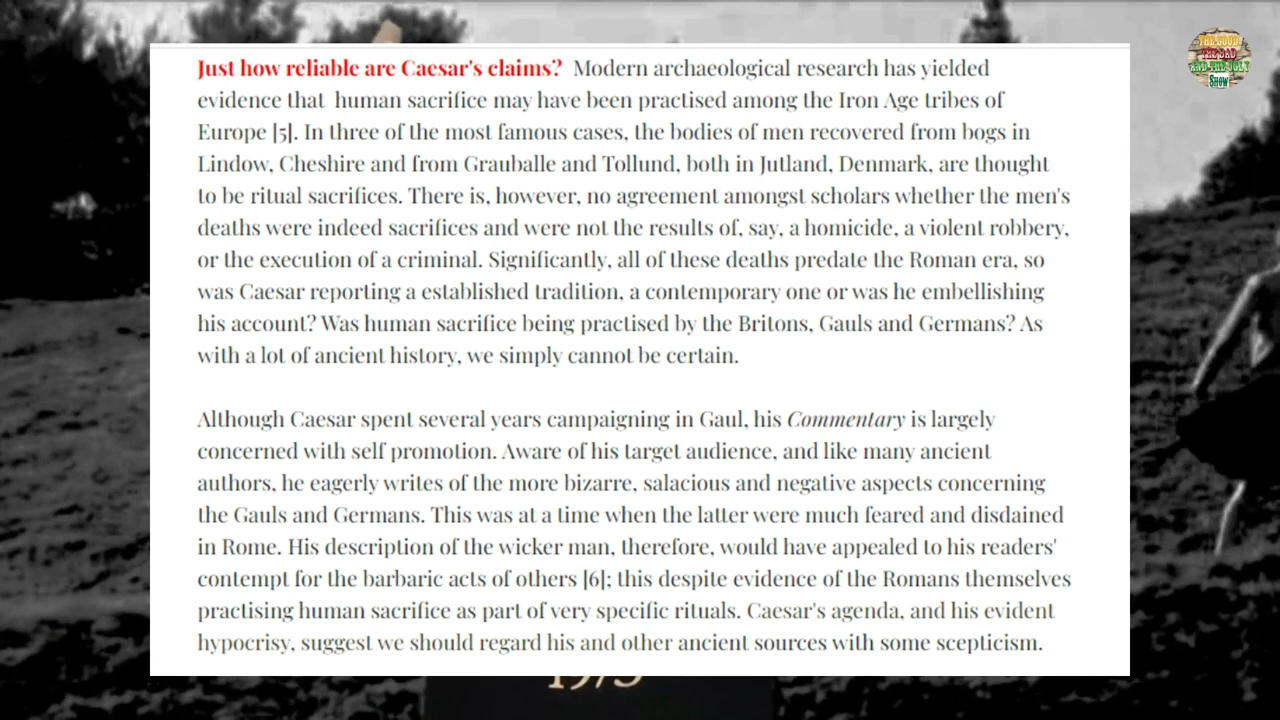 THE GOOD
THE BAD
AND THE UGLY
Show
Just how reliable are Caesar's claims? Modern archaeological research has yielded
evidence that human sacrifice may have been practised among the Iron Age tribes of
Europe [5]. In three of the most famous cases, the bodies of men recovered from bogs in
Lindow, Cheshire and from Grauballe and Tollund, both in Jutland, Denmark, are thought
to be ritual sacrifices. There is, however, no agreement amongst scholars whether the men's
deaths were indeed sacrifices and were not the results of, say, a homicide, a violent robbery,
or the execution of a criminal. Significantly, all of these deaths predate the Roman era, so
was Caesar reporting a established tradition, a contemporary one or was he embellishing
his account? Was human sacrifice being practised by the Britons, Gauls and Germans? As
with a lot of ancient history, we simply cannot be certain.
Although Caesar spent several years campaigning in Gaul, his Commentary is largely
concerned with self promotion. Aware of his target audience, and like many ancient
authors, he eagerly writes of the more bizarre, salacious and negative aspects concerning
the Gauls and Germans. This was at a time when the latter were much feared and disdained
in Rome. His description of the wicker man, therefore, would have appealed to his readers'
contempt for the barbaric acts of others [6]; this despite evidence of the Romans themselves
practising human sacrifice as part of very specific rituals. Caesar's agenda, and his evident
hypocrisy, suggest we should regard his and other ancient sources with some scepticism.
1973